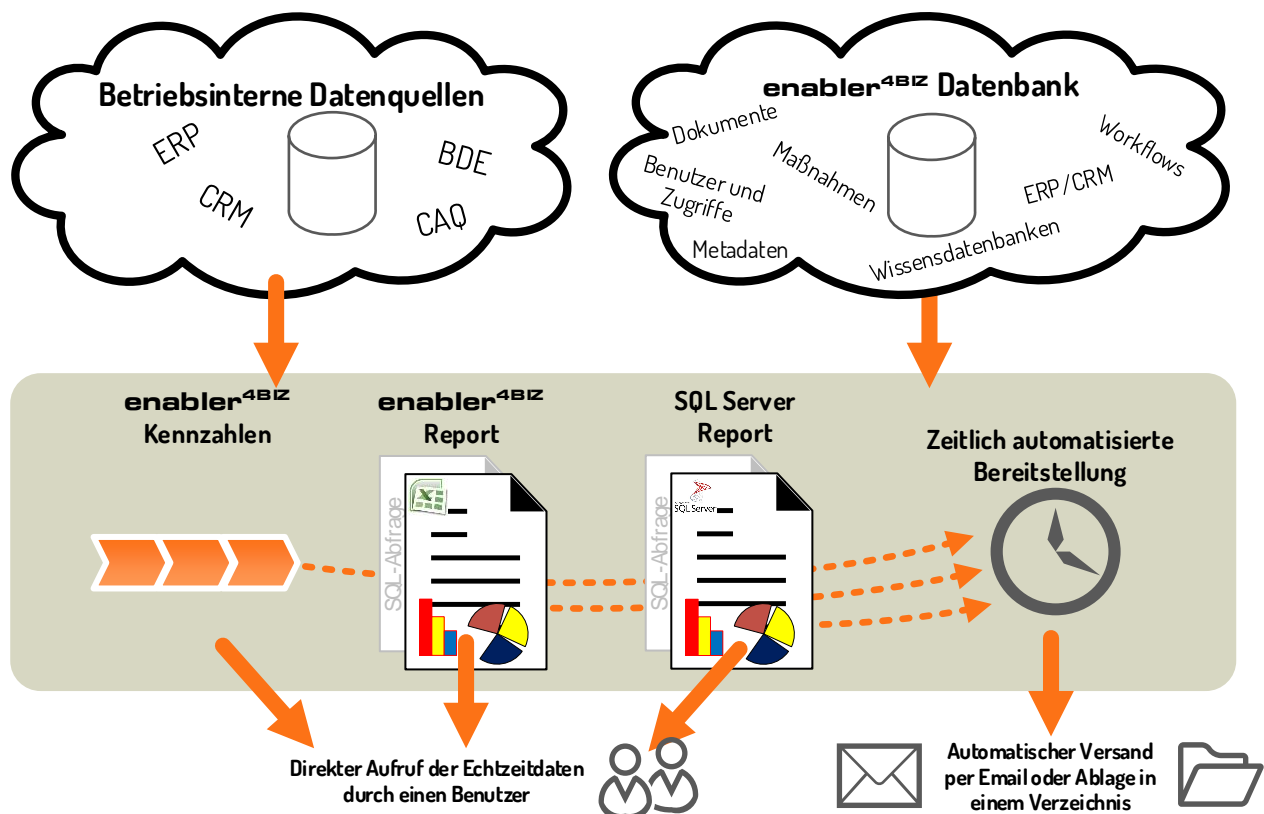 Betriebsinterne Datenquellen
ERP
CRM
BDE
CAQ
enabler4BIZ Datenbank
Dokumente
Maßnahmen
Workflows
Benutzer und
Zugriffe
ERP/CRM
Metadaten
Wissensdatenbanken
enabler4BIZ
Kennzahlen
enabler4BIZ
Report
SQL Server
Report
Zeitlich automatisierte
Bereitstellung
SQL-Abfrage
SQL-Abfrage
SQL Server
Direkter Aufruf der Echtzeitdaten
durch einen Benutzer
Automatischer Versand
per Email oder Ablage in
einem Verzeichnis